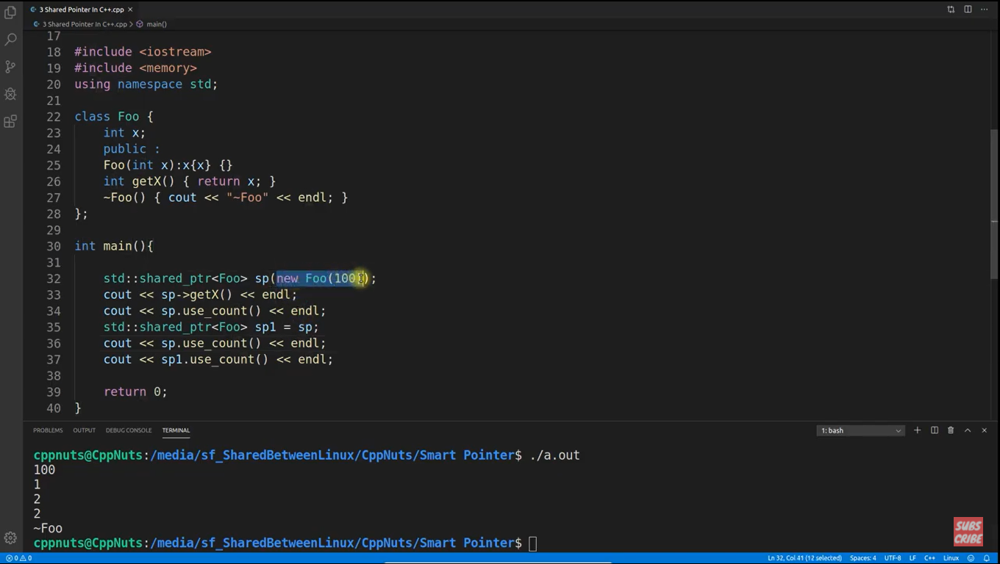 3 Shared Pointer In C++.cpp ×
3 Shared Pointer In C++.cpp > main()
17
18 #include <iostream>
19 #include <memory>
20 using namespace std;
21
22 class Foo {
23     int x;
24     public :
25     Foo(int x):x{x} {}
26     int getX() { return x; }
27     ~Foo() { cout << "~Foo" << endl; }
28 };
29
30 int main(){
31
32     std::shared_ptr<Foo> sp(new Foo(100));
33     cout << sp->getX() << endl;
34     cout << sp.use_count() << endl;
35     std::shared_ptr<Foo> sp1 = sp;
36     cout << sp.use_count() << endl;
37     cout << sp1.use_count() << endl;
38
39     return 0;
40 }
PROBLEMS OUTPUT DEBUG CONSOLE TERMINAL 1: bash
cppnuts@CppNuts:/media/sf_SharedBetweenLinux/CppNuts/Smart Pointer$ ./a.out
100
1
2
2
~Foo
cppnuts@CppNuts:/media/sf_SharedBetweenLinux/CppNuts/Smart Pointer$
SUBS
CRIBE
0 0 Ln 32, Col 41 (12 selected) Spaces: 4 UTF-8 LF C++ Linux